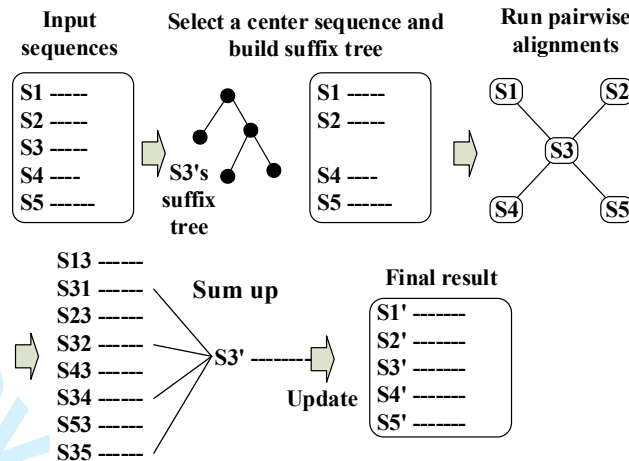 Input
sequences
Select a center sequence and
build suffix tree
Run pairwise
alignments
S1 -----
S2 -----
S3 -----
S4 ----
S5 ------
S3's
suffix
tree
S1 -----
S2 -----
S4 ----
S5 ------
S1
S2
S3
S4
S5
S13 ------
S31 ------
S23 ------
S32 ------
S43 ------
S34 ------
S53 ------
S35 ------
Sum up
S3' --------
Update
Final result
S1' -------
S2' -------
S3' -------
S4' -------
S5' -------